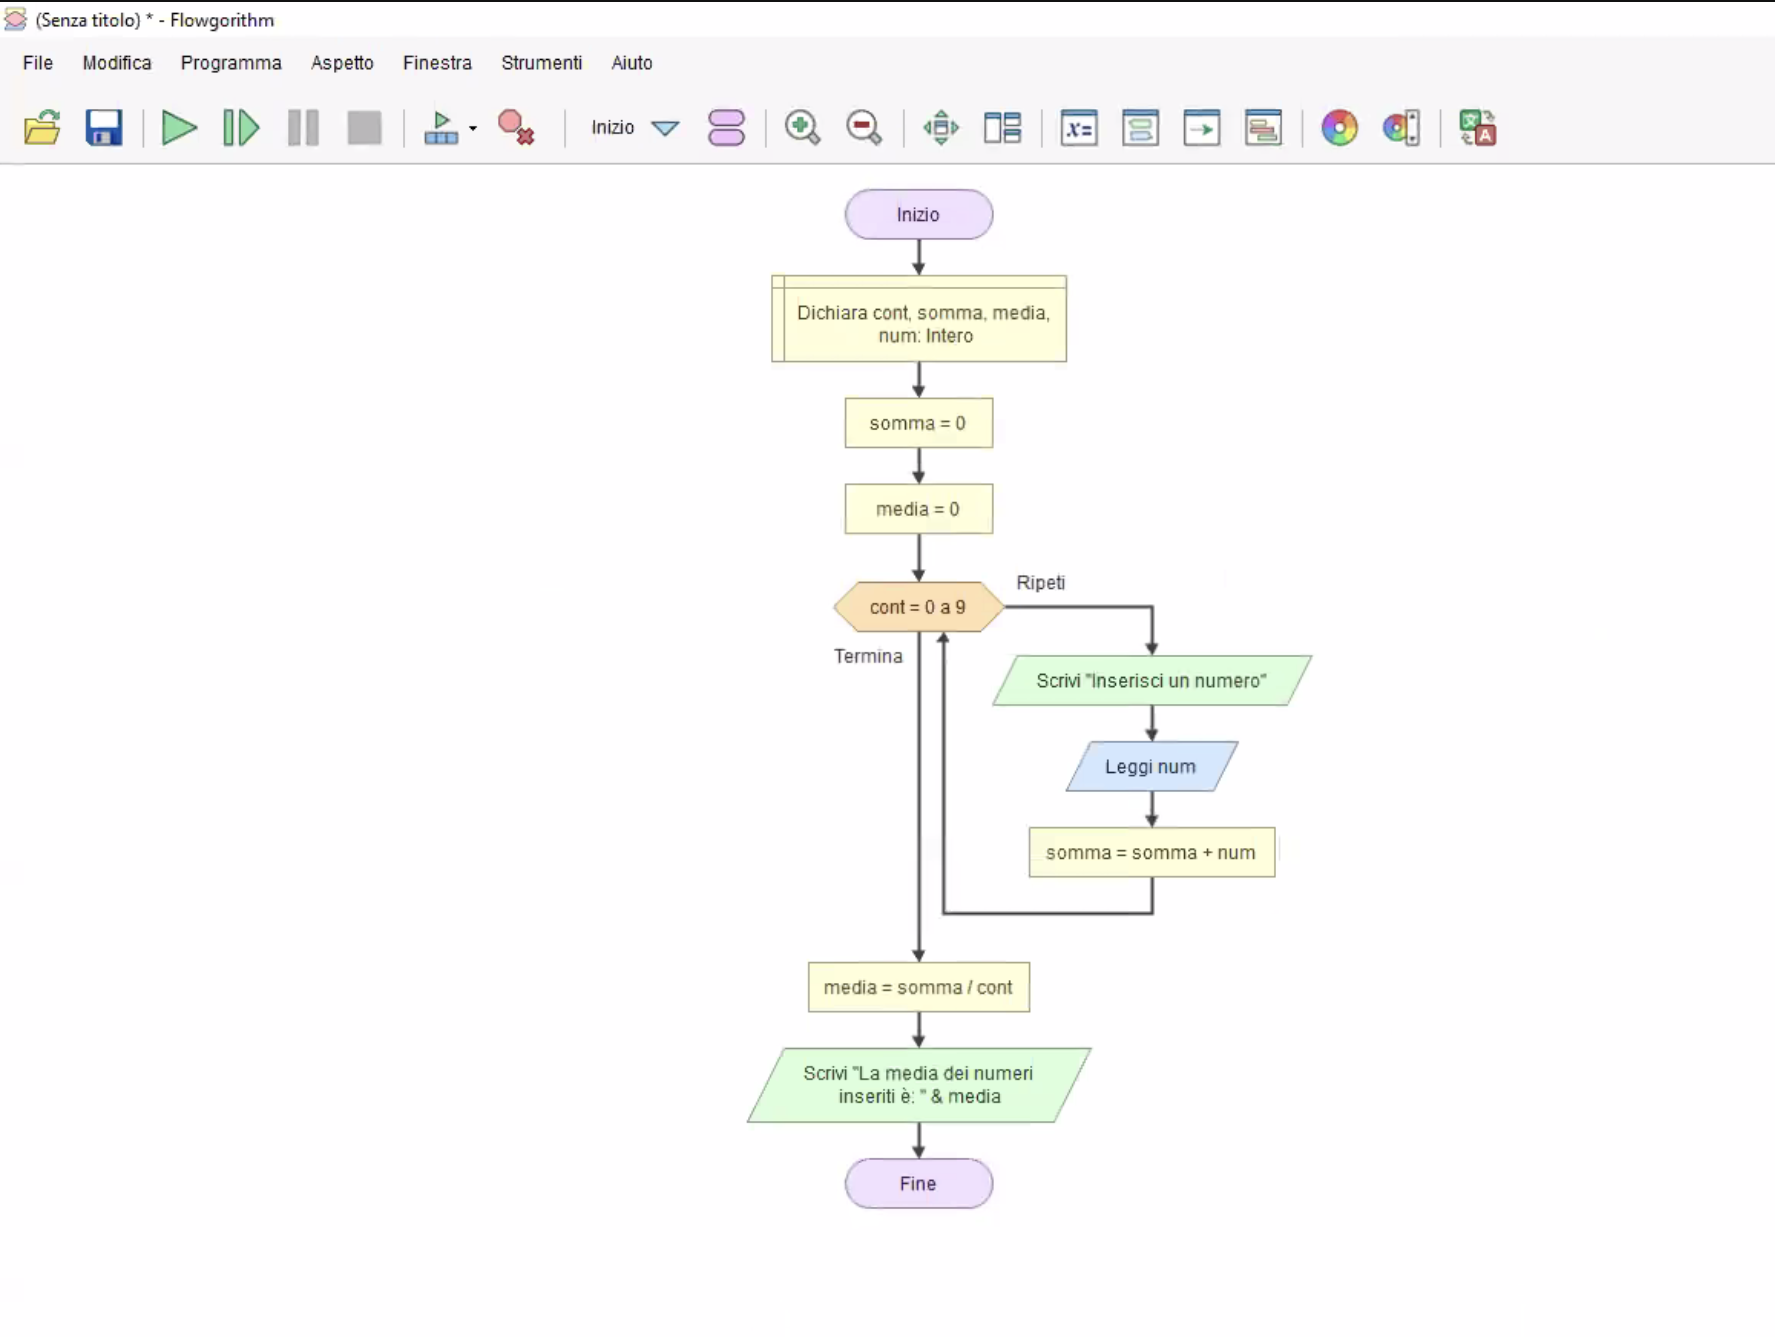 (Senza titolo) * - Flowgorithm
File Modifica Programma Aspetto Finestra Strumenti Aiuto
Inizio
Inizio
Dichiara cont, somma, media,
num: Intero
somma = 0
media = 0
Ripeti
cont = 0 a 9
Termina
Scrivi "Inserisci un numero"
Leggi num
somma = somma + num
media = somma / cont
Scrivi "La media dei numeri
inseriti è: " & media
Fine